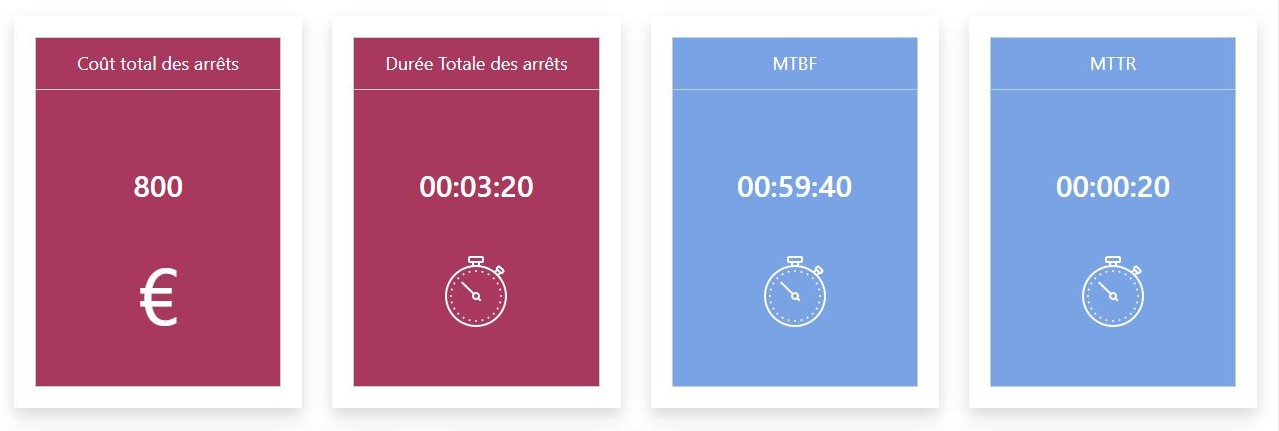 Coût total des arrêts
800
€
Durée Totale des arrêts
00:03:20
MTBF
00:59:40
MTTR
00:00:20